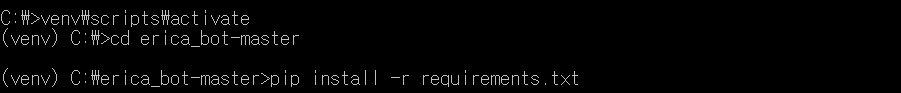 C:₩>venv₩scripts₩activate
(venv) C:₩>cd erica_bot-master
(venv) C:₩erica_bot-master>pip install -r requirements.txt